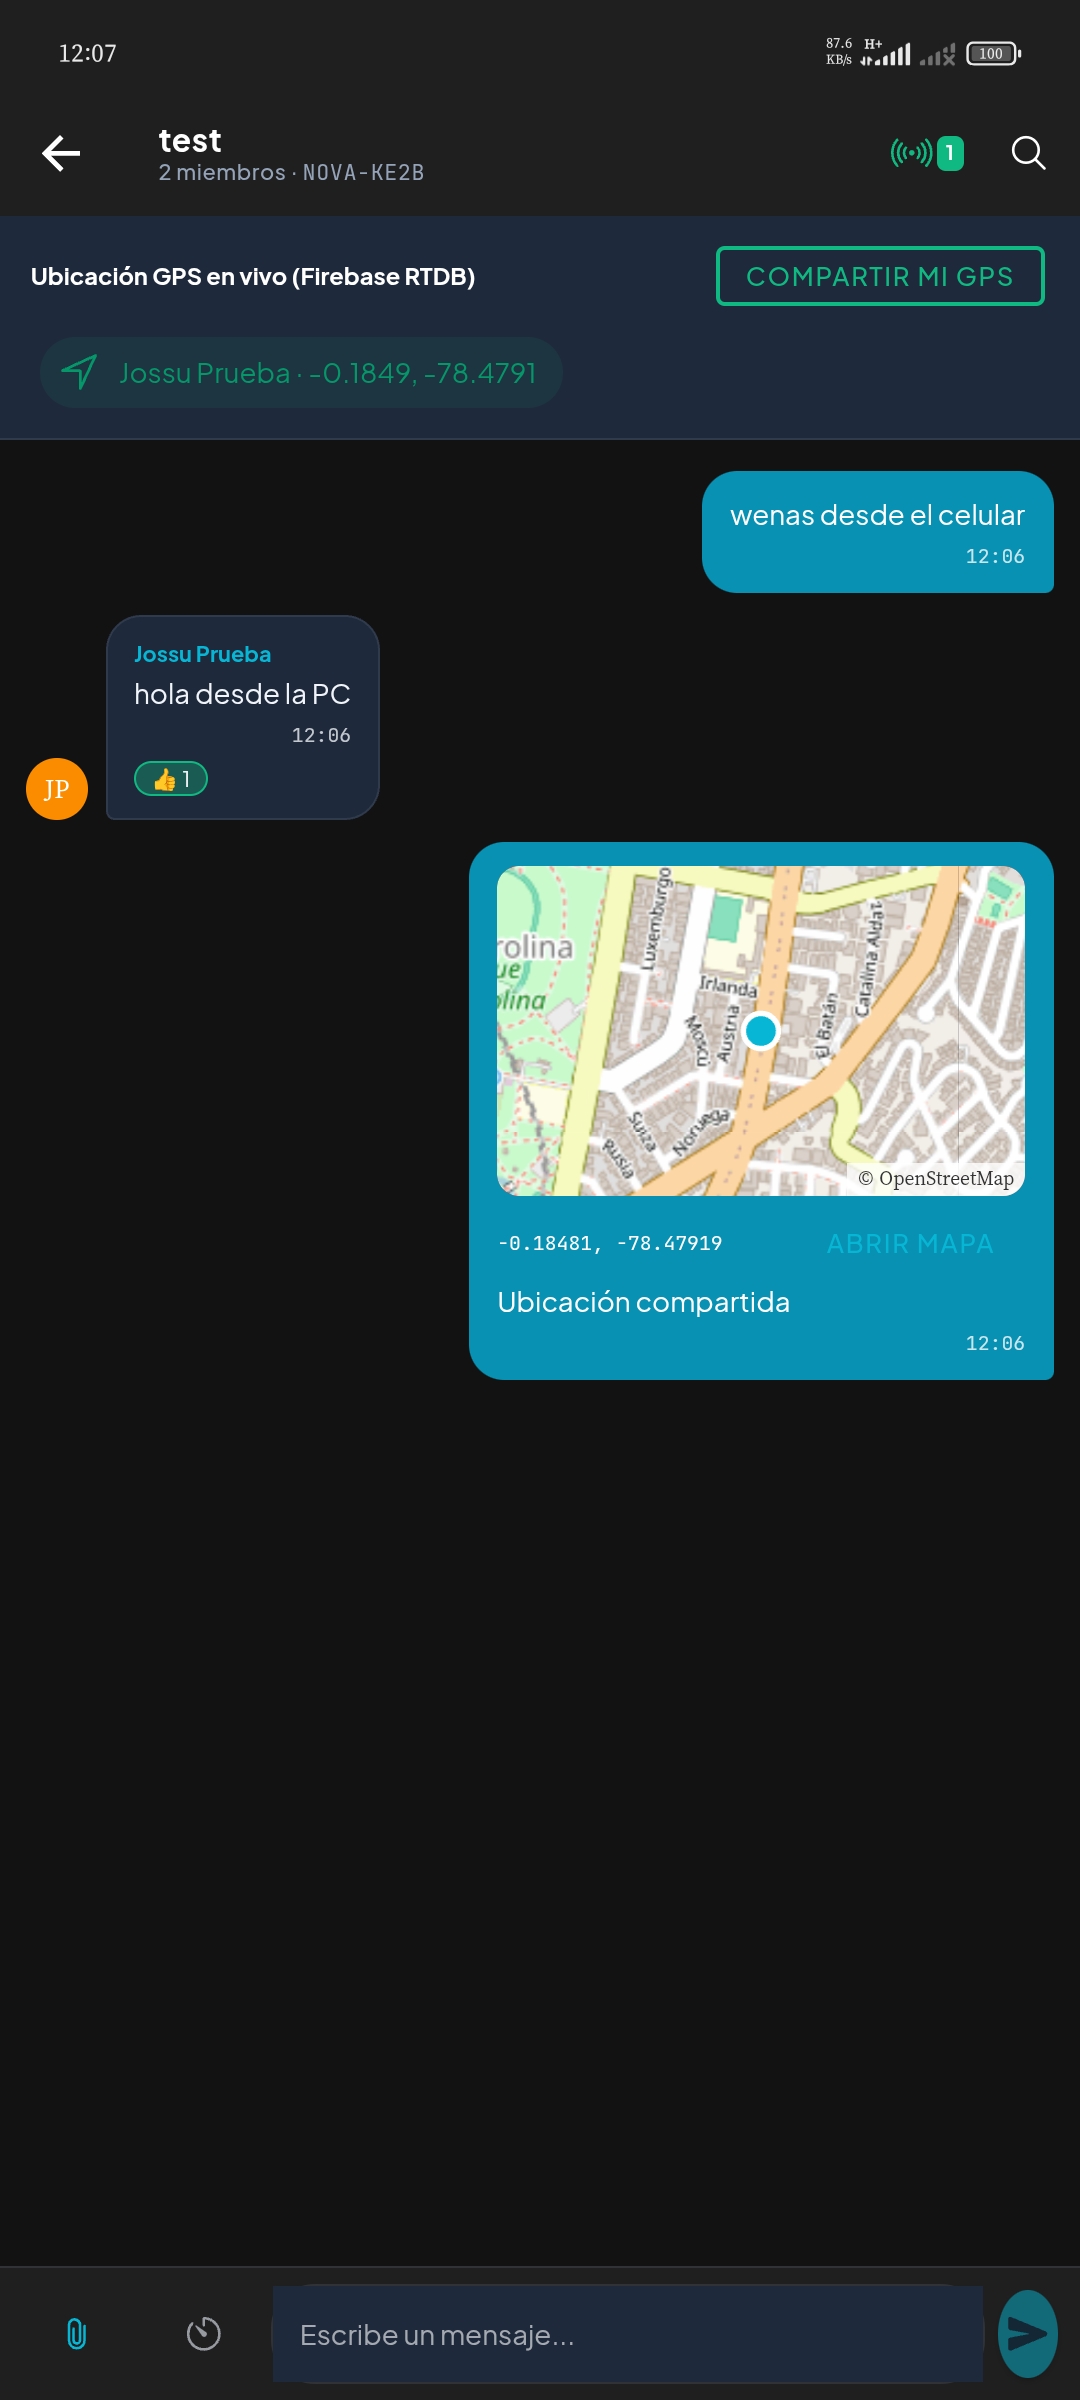 12:07
87.6 KB/s H+ 100
test
2 miembros · NOVA-KE2B
1
Ubicación GPS en vivo (Firebase RTDB)
COMPARTIR MI GPS
Jossu Prueba · -0.1849, -78.4791
wenas desde el celular
12:06
Jossu Prueba
hola desde la PC
12:06
👍 1
JP
Luxemburgo
Catalina Aldaz
rolina
ue
olina
Irlanda
Moscú
Austria
El Batán
Suiza
Noruega
Rusia
© OpenStreetMap
-0.18481, -78.47919
ABRIR MAPA
Ubicación compartida
12:06
Escribe un mensaje...